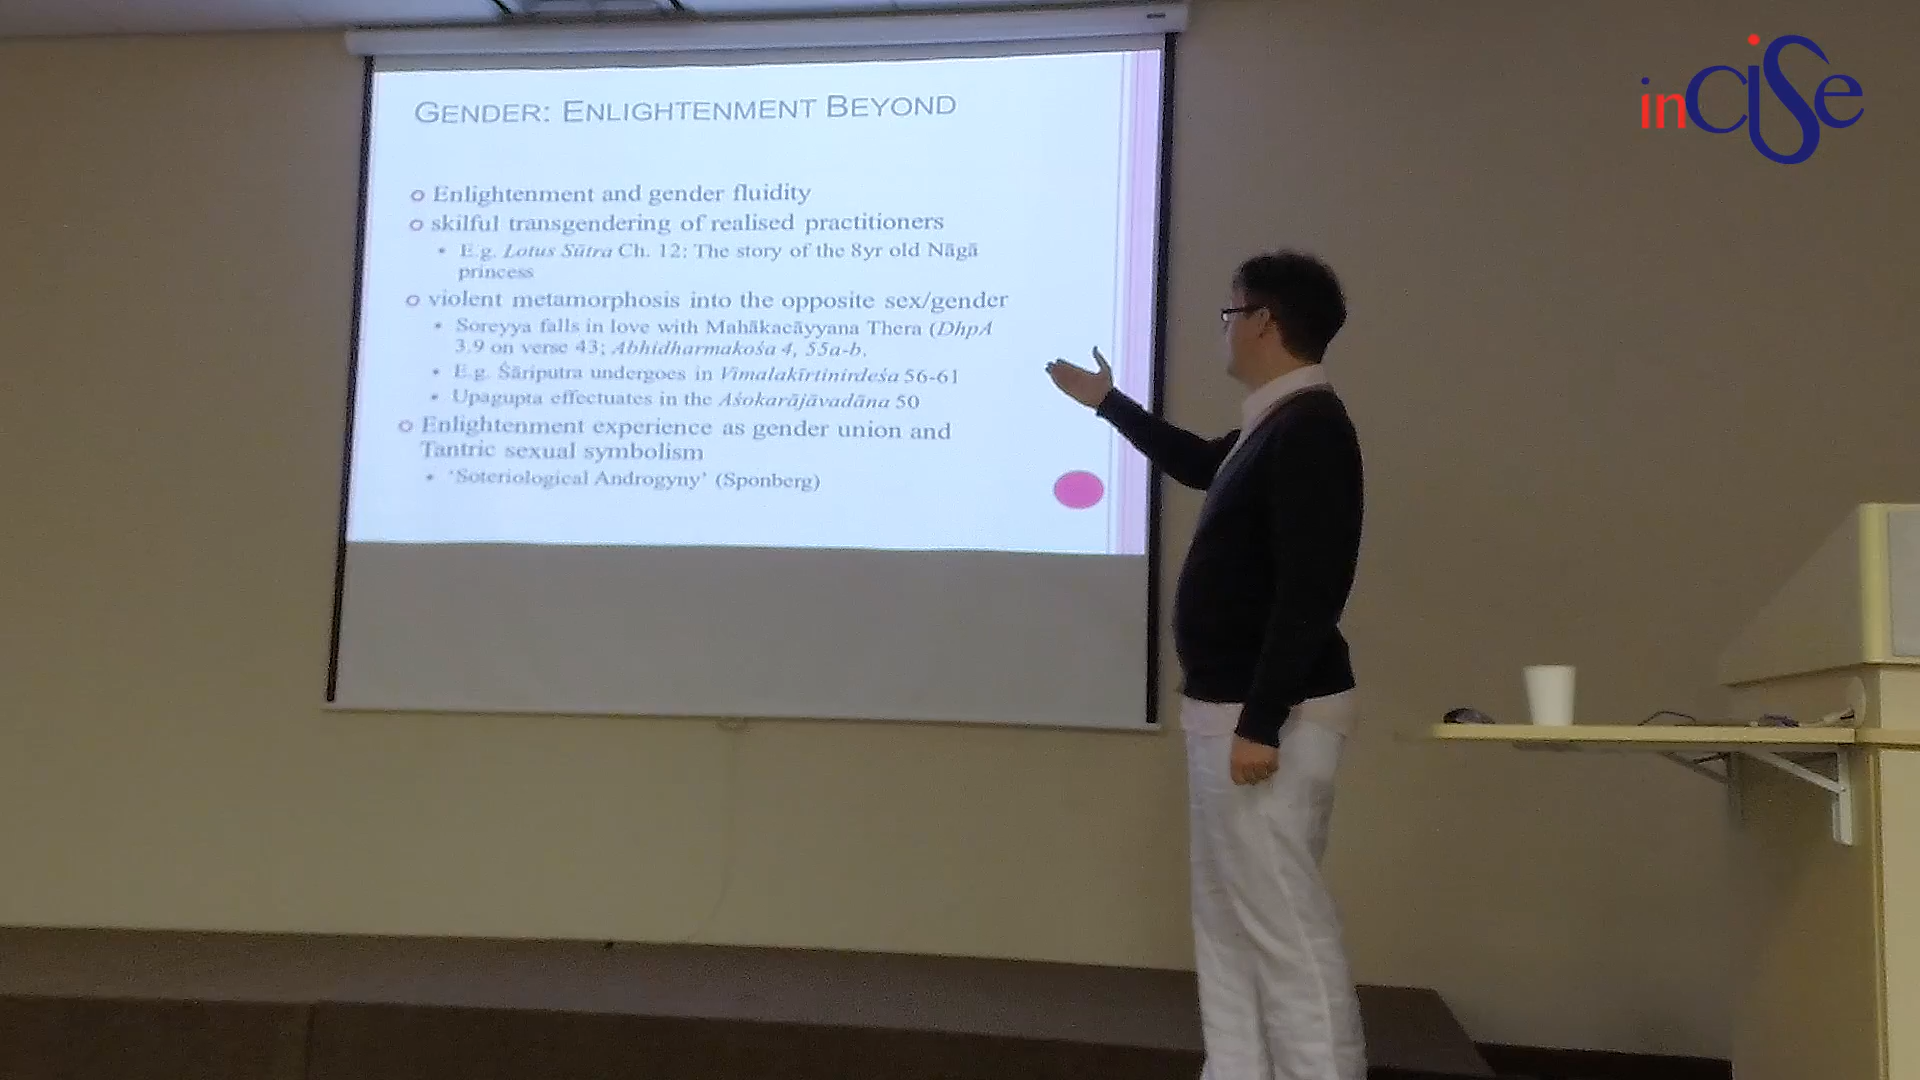 inCiSe
GENDER: ENLIGHTENMENT BEYOND
Enlightenment and gender fluidity
skilful transgendering of realised practitioners
E.g. Lotus Sūtra Ch. 12: The story of the 8yr old Nāgā
princess
violent metamorphosis into the opposite sex/gender
Soreyya falls in love with Mahākacāyyana Thera (DhpA
3.9 on verse 43; Abhidharmakośa 4, 55a-b.
E.g. Śāriputra undergoes in Vimalakīrtinirdeśa 56-61
Upagupta effectuates in the Aśokarājāvadāna 50
Enlightenment experience as gender union and
Tantric sexual symbolism
'Soteriological Androgyny' (Sponberg)